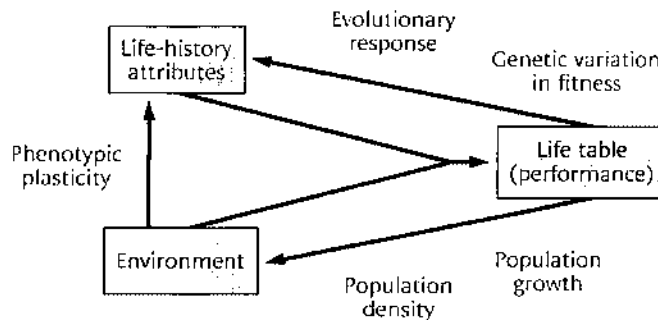 Evolutionary
response
Life-history
attributes
Genetic variation
in fitness
Phenotypic
plasticity
Life table
(performance)
Environment
Population
growth
Population
density